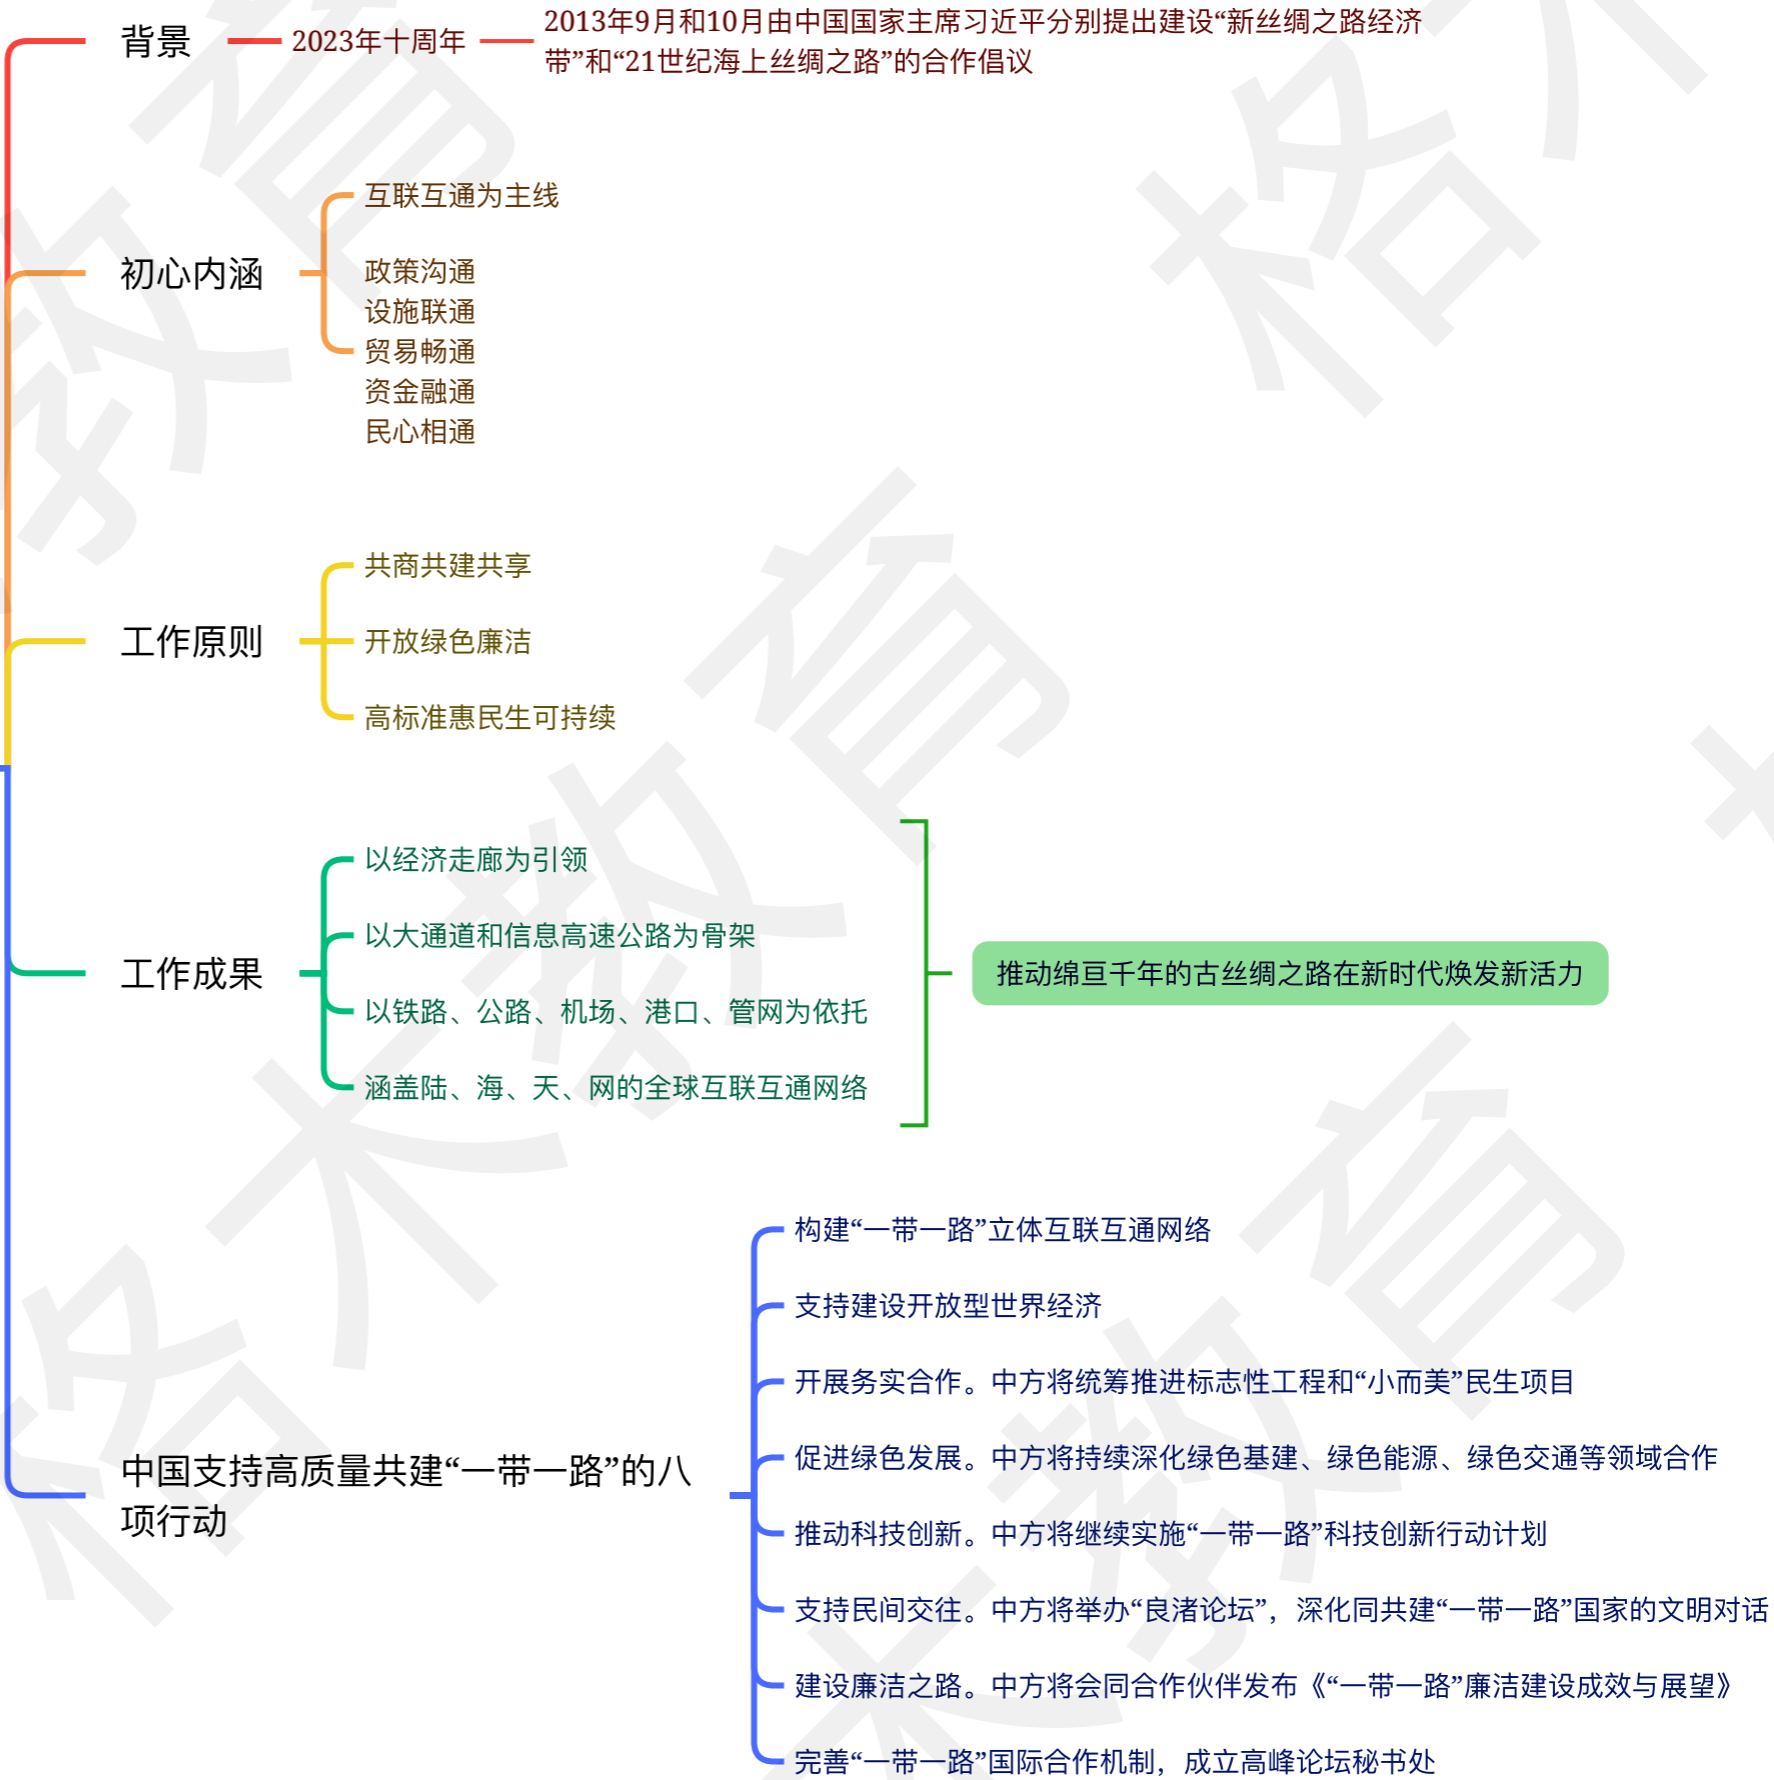 背景
2023年十周年
2013年9月和10月由中国国家主席习近平分别提出建设“新丝绸之路经济
带”和“21世纪海上丝绸之路”的合作倡议
初心内涵
互联互通为主线
政策沟通
设施联通
贸易畅通
资金融通
民心相通
工作原则
共商共建共享
开放绿色廉洁
高标准惠民生可持续
工作成果
以经济走廊为引领
以大通道和信息高速公路为骨架
以铁路、公路、机场、港口、管网为依托
涵盖陆、海、天、网的全球互联互通网络
推动绵亘千年的古丝绸之路在新时代焕发新活力
中国支持高质量共建“一带一路”的八
项行动
构建“一带一路”立体互联互通网络
支持建设开放型世界经济
开展务实合作。中方将统筹推进标志性工程和“小而美”民生项目
促进绿色发展。中方将持续深化绿色基建、绿色能源、绿色交通等领域合作
推动科技创新。中方将继续实施“一带一路”科技创新行动计划
支持民间交往。中方将举办“良渚论坛”，深化同共建“一带一路”国家的文明对话
建设廉洁之路。中方将会同合作伙伴发布《“一带一路”廉洁建设成效与展望》
完善“一带一路”国际合作机制，成立高峰论坛秘书处
格木教育
格木教育
格木教育